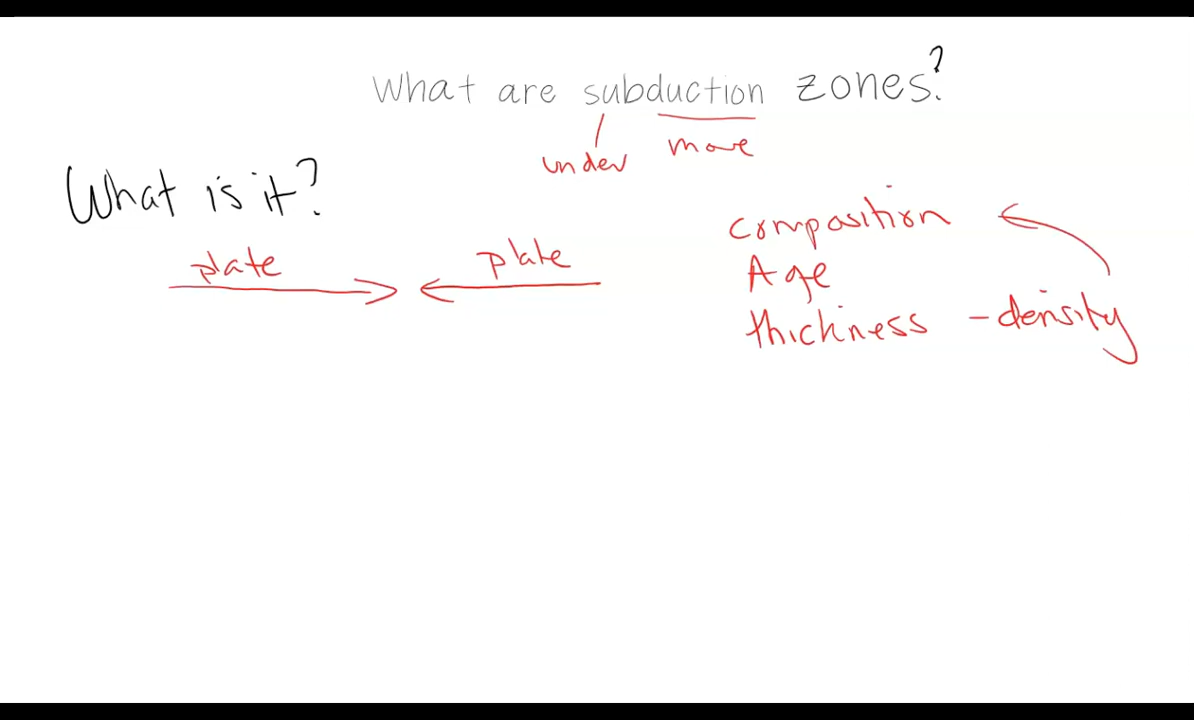 What are subduction zones?
under move
What is it?
plate plate
composition
Age
thickness - density